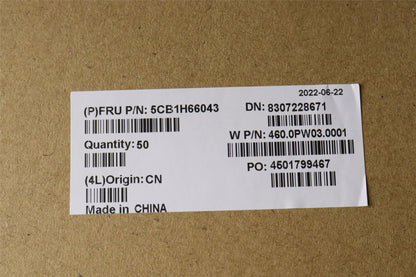 2022-06-22
(P)FRU P/N: 5CB1H66043
DN: 8307228671
W P/N: 460.0PW03.0001
Quantity: 50
PO: 4501799467
(4L)Origin: CN
Made in CHINA